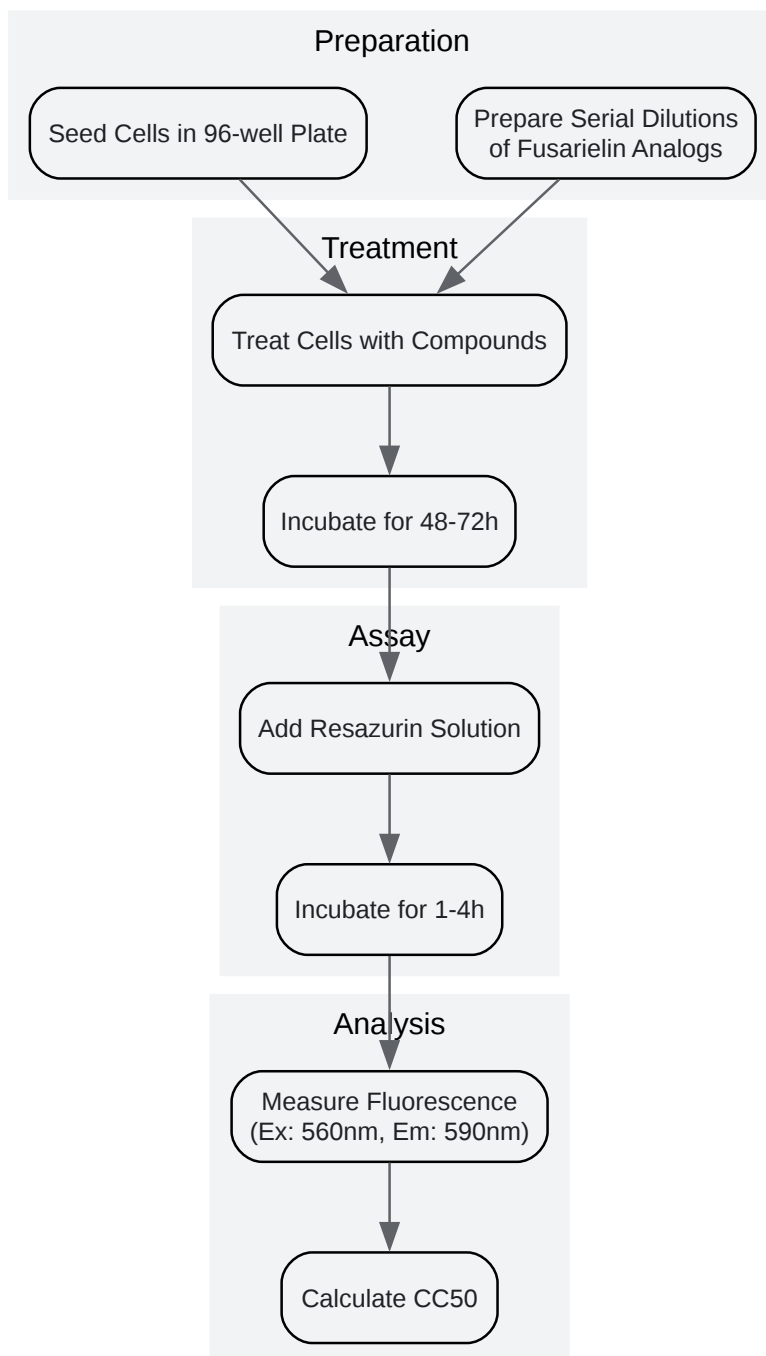 Preparation
Seed Cells in 96-well Plate
Prepare Serial Dilutions
of Fusarielin Analogs
Treatment
Treat Cells with Compounds
Incubate for 48-72h
Assay
Add Resazurin Solution
Incubate for 1-4h
Analysis
Measure Fluorescence
(Ex: 560nm, Em: 590nm)
Calculate CC50